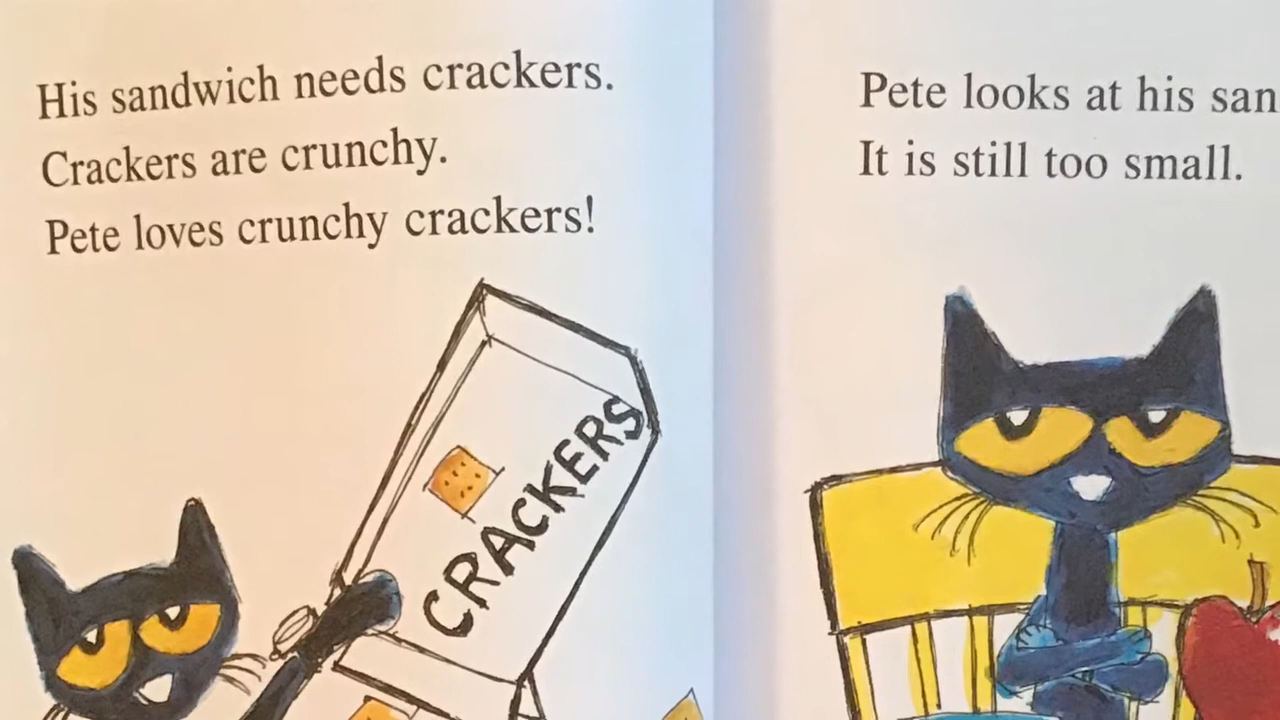 His sandwich needs crackers.
Crackers are crunchy.
Pete loves crunchy crackers!
CRACKERS
Pete looks at his san
It is still too small.